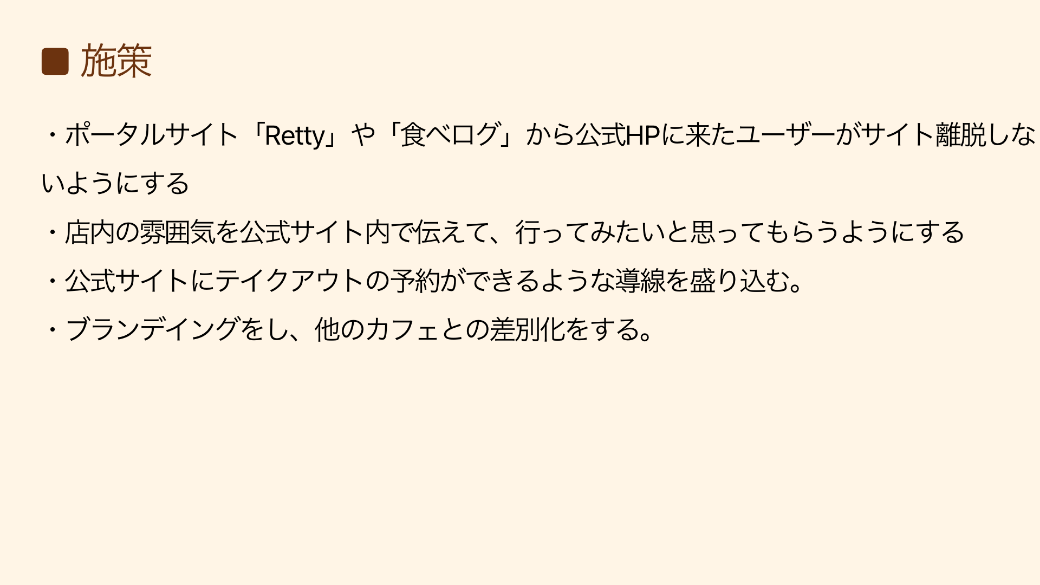 ■ 施策
・ポータルサイト「Retty」や「食べログ」から公式HPに来たユーザーがサイト離脱しな
いようにする
・店内の雰囲気を公式サイト内で伝えて、行ってみたいと思ってもらうようにする
・公式サイトにテイクアウトの予約ができるような導線を盛り込む。
・ブランデイングをし、他のカフェとの差別化をする。